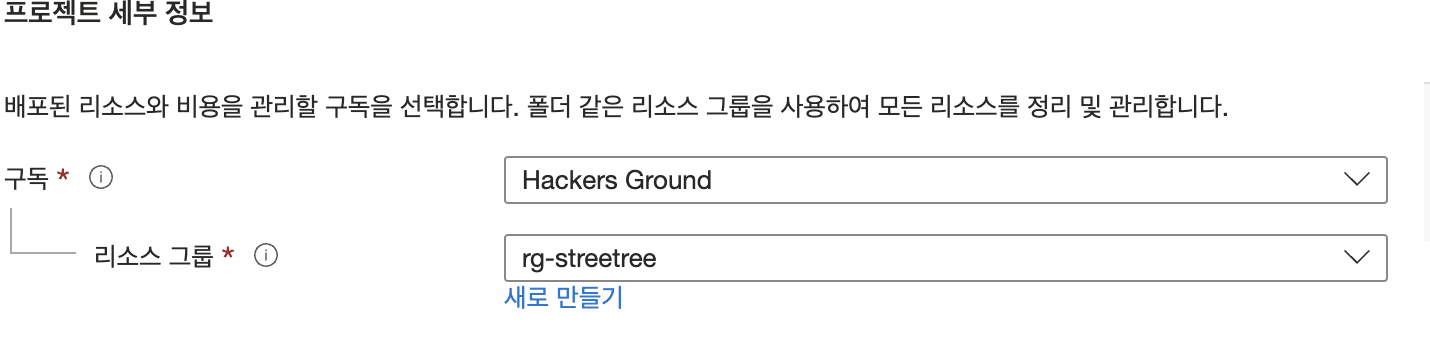 프로젝트 세부 정보
배포된 리소스와 비용을 관리할 구독을 선택합니다. 폴더 같은 리소스 그룹을 사용하여 모든 리소스를 정리 및 관리합니다.
구독 * Hackers Ground
리소스 그룹 * rg-streetree
새로 만들기